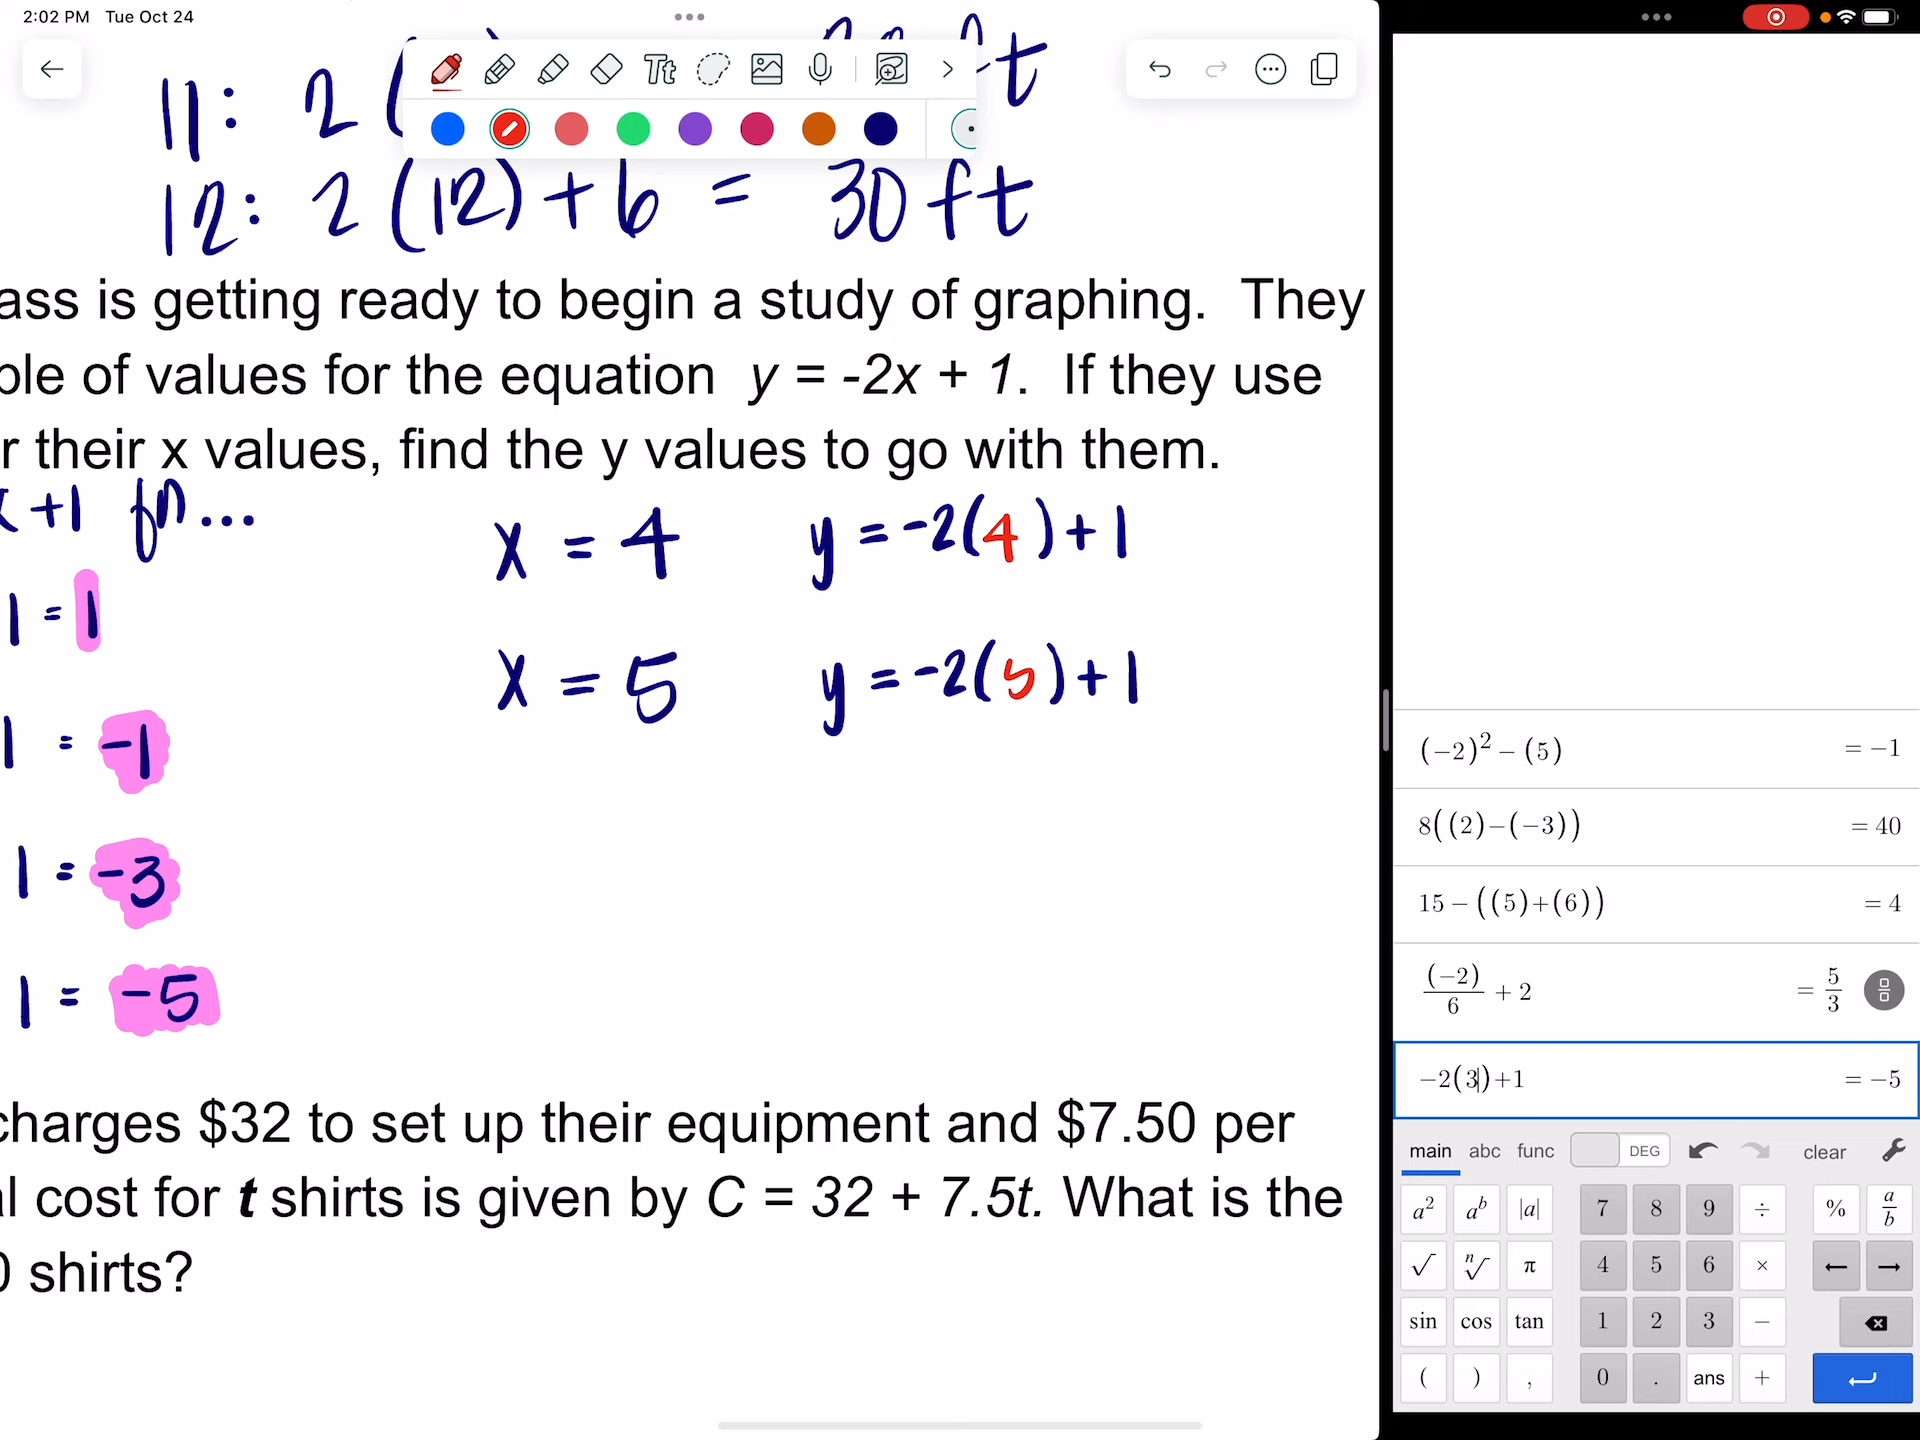 2:02 PM Tue Oct 24
11: 2 ( ft
Tt
12: 2 (12) + 6 = 30 ft
ass is getting ready to begin a study of graphing. They
ble of values for the equation y = -2x + 1. If they use
r their x values, find the y values to go with them.
x +1 fn...
x = 4 y = -2(4) + 1
1 = 1
x = 5 y = -2(5) + 1
1 = -1
1 = -3
1 = -5
charges $32 to set up their equipment and $7.50 per
al cost for t shirts is given by C = 32 + 7.5t. What is the
0 shirts?
(−2)² − (5) = −1
8((2)−(−3)) = 40
15 − ((5)+(6)) = 4
(−2)/6 + 2 = 5/3
−2(3)+1 = −5
main abc func DEG clear
a² aᵇ |a| 7 8 9 ÷ % a/b
√ ⁿ√ π 4 5 6 × ← →
sin cos tan 1 2 3 −
( ) , 0 . ans +